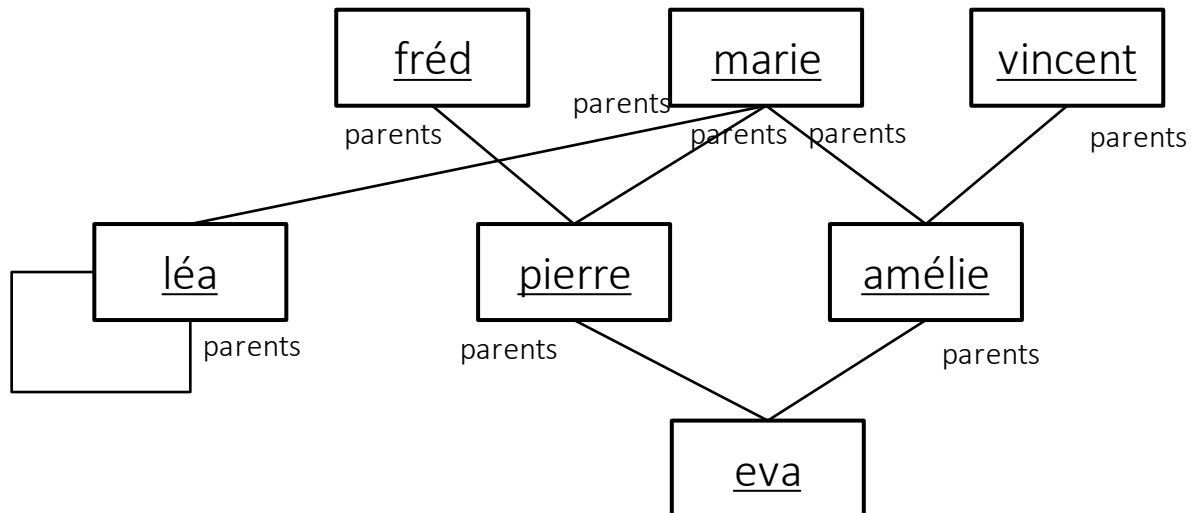 fréd
marie
vincent
parents
parents
parents
parents
parents
léa
pierre
amélie
parents
parents
parents
eva